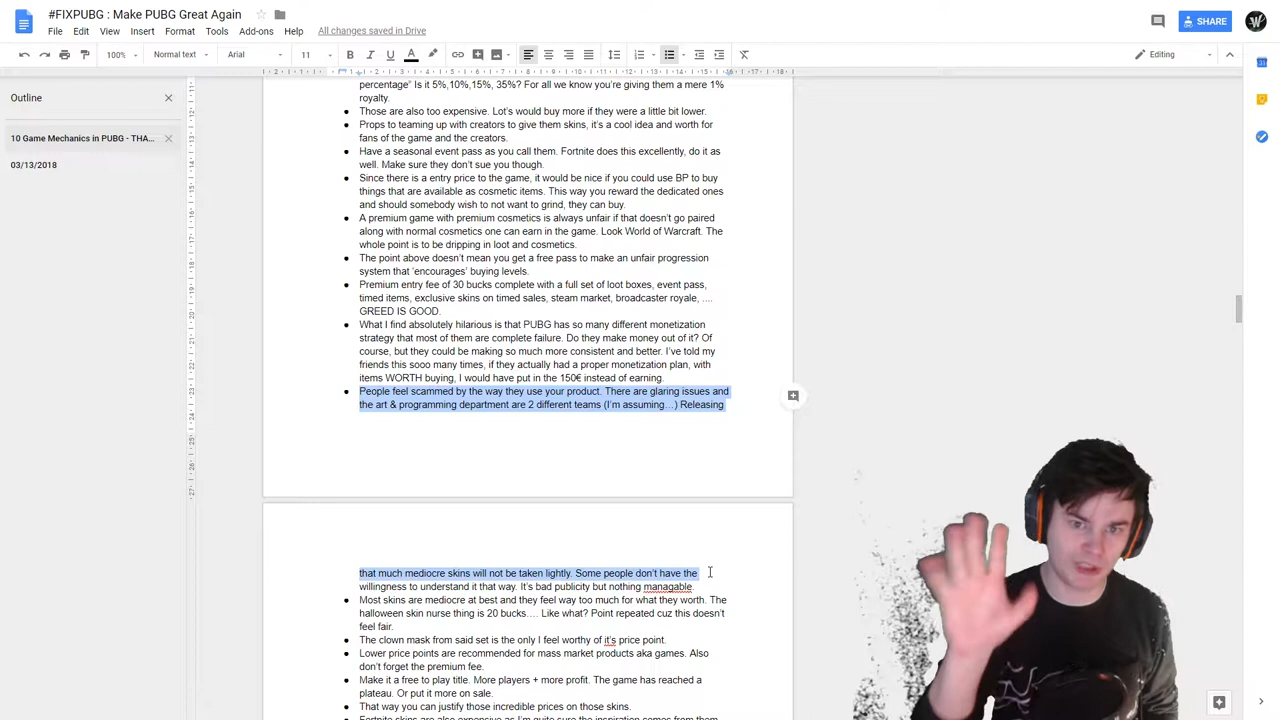 #FIXPUBG : Make PUBG Great Again
File Edit View Insert Format Tools Add-ons Help All changes saved in Drive
SHARE
100% Normal text Arial 11 B I U A Editing
Outline
10 Game Mechanics in PUBG - THA...
03/13/2018
percentage” Is it 5%,10%,15%, 35%? For all we know you're giving them a mere 1%
royalty.
Those are also too expensive. Lot's would buy more if they were a little bit lower.
Props to teaming up with creators to give them skins, it's a cool idea and worth for
fans of the game and the creators.
Have a seasonal event pass as you call them. Fortnite does this excellently, do it as
well. Make sure they don't sue you though.
Since there is a entry price to the game, it would be nice if you could use BP to buy
things that are available as cosmetic items. This way you reward the dedicated ones
and should somebody wish to not want to grind, they can buy.
A premium game with premium cosmetics is always unfair if that doesn't go paired
along with normal cosmetics one can earn in the game. Look World of Warcraft. The
whole point is to be dripping in loot and cosmetics.
The point above doesn't mean you get a free pass to make an unfair progression
system that 'encourages' buying levels.
Premium entry fee of 30 bucks complete with a full set of loot boxes, event pass,
timed items, exclusive skins on timed sales, steam market, broadcaster royale, ....
GREED IS GOOD.
What I find absolutely hilarious is that PUBG has so many different monetization
strategy that most of them are complete failure. Do they make money out of it? Of
course, but they could be making so much more consistent and better. I've told my
friends this sooo many times, if they actually had a proper monetization plan, with
items WORTH buying, I would have put in the 150€ instead of earning.
People feel scammed by the way they use your product. There are glaring issues and
the art & programming department are 2 different teams (I'm assuming...) Releasing
that much mediocre skins will not be taken lightly. Some people don't have the
willingness to understand it that way. It's bad publicity but nothing managable.
Most skins are mediocre at best and they feel way too much for what they worth. The
halloween skin nurse thing is 20 bucks.... Like what? Point repeated cuz this doesn't
feel fair.
The clown mask from said set is the only I feel worthy of it's price point.
Lower price points are recommended for mass market products aka games. Also
don't forget the premium fee.
Make it a free to play title. More players + more profit. The game has reached a
plateau. Or put it more on sale.
That way you can justify those incredible prices on those skins.
Fortnite skins are also expensive as I'm quite sure the inspiration comes from them